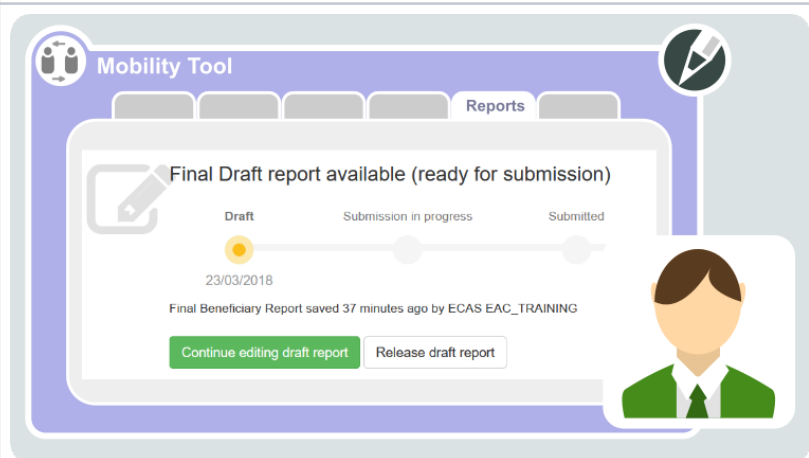 Mobility Tool
Reports
Final Draft report available (ready for submission)
Draft Submission in progress Submitted
23/03/2018
Final Beneficiary Report saved 37 minutes ago by ECAS EAC_TRAINING
Continue editing draft report Release draft report